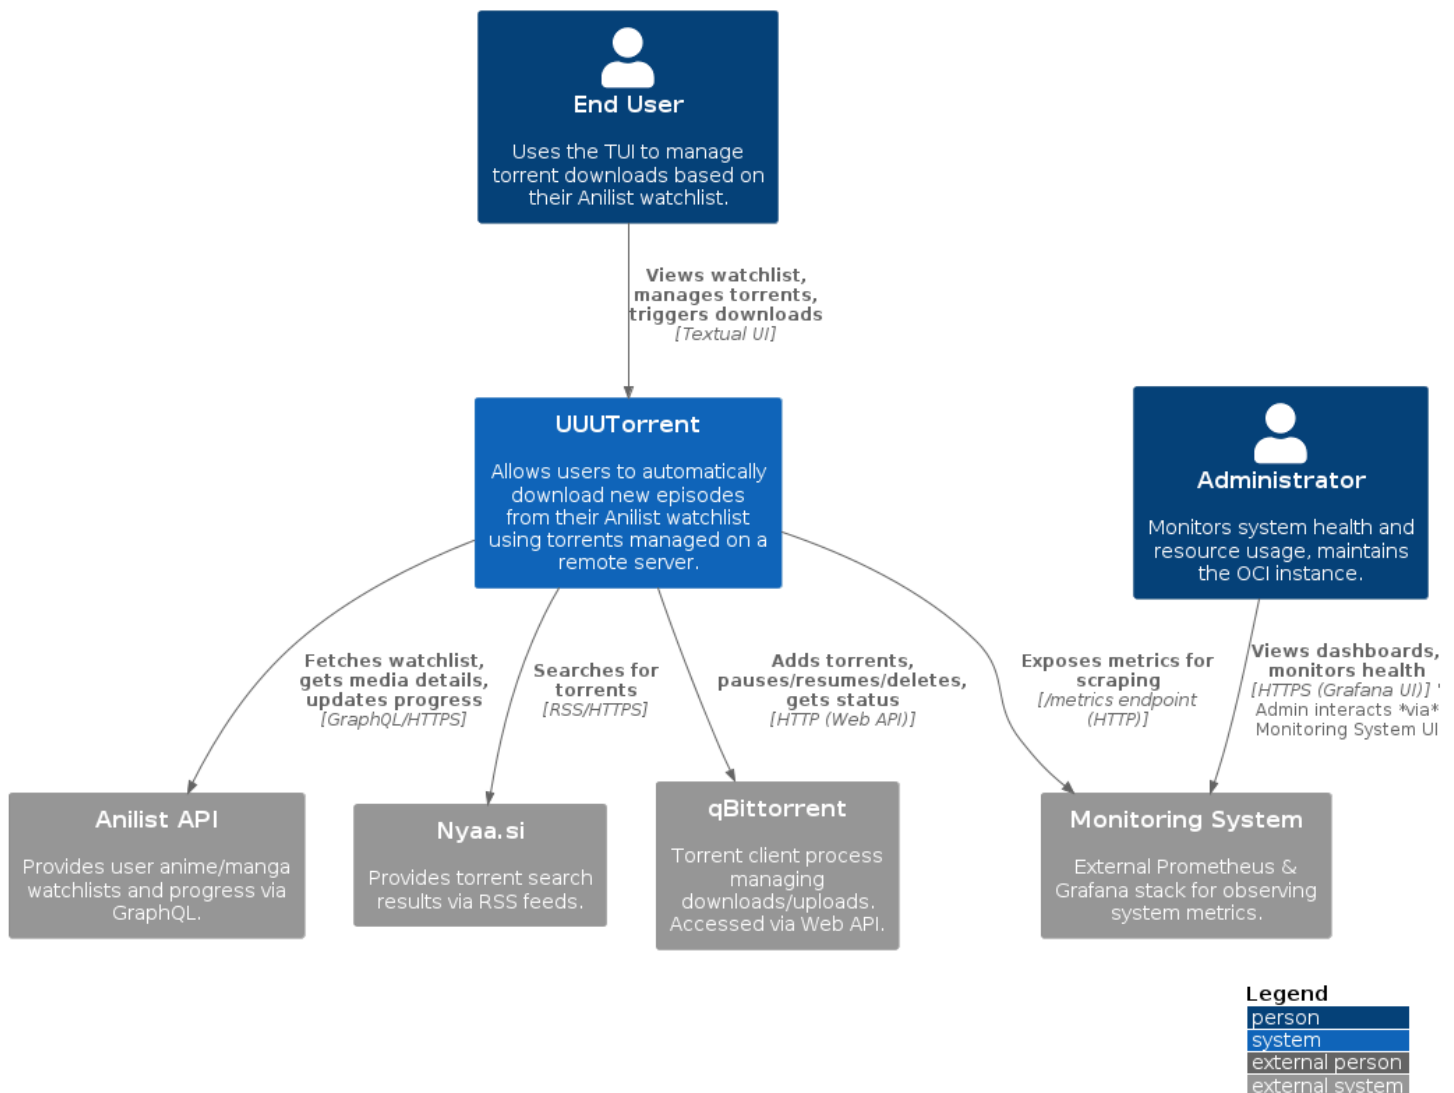 End User
Uses the TUI to manage
torrent downloads based on
their Anilist watchlist.
Views watchlist,
manages torrents,
triggers downloads
[Textual UI]
UUUTorrent
Allows users to automatically
download new episodes
from their Anilist watchlist
using torrents managed on a
remote server.
Administrator
Monitors system health and
resource usage, maintains
the OCI instance.
Fetches watchlist,
gets media details,
updates progress
[GraphQL/HTTPS]
Searches for
torrents
[RSS/HTTPS]
Adds torrents,
pauses/resumes/deletes,
gets status
[HTTP (Web API)]
Exposes metrics for
scraping
[/metrics endpoint
(HTTP)]
Views dashboards,
monitors health
[HTTPS (Grafana UI)] '
Admin interacts *via*
Monitoring System UI
Anilist API
Provides user anime/manga
watchlists and progress via
GraphQL.
Nyaa.si
Provides torrent search
results via RSS feeds.
qBittorrent
Torrent client process
managing
downloads/uploads.
Accessed via Web API.
Monitoring System
External Prometheus &
Grafana stack for observing
system metrics.
Legend
person
system
external person
external system